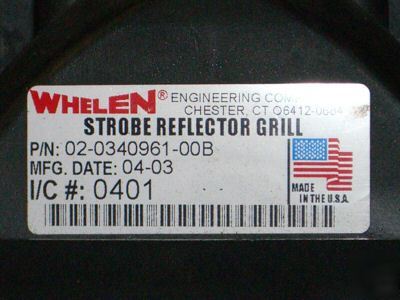 WHELEN® ENGINEERING
CHESTER, CT 06412-0684
STROBE REFLECTOR GRILL
P/N: 02-0340961-00B
MFG. DATE: 04-03
I/C #: 0401
MADE
IN THE U.S.A.